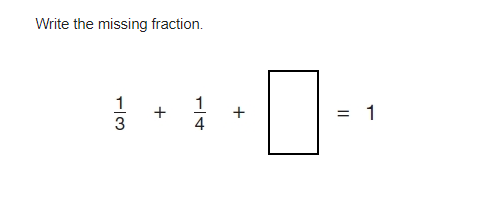 Write the missing fraction.
1/3 + 1/4 + = 1